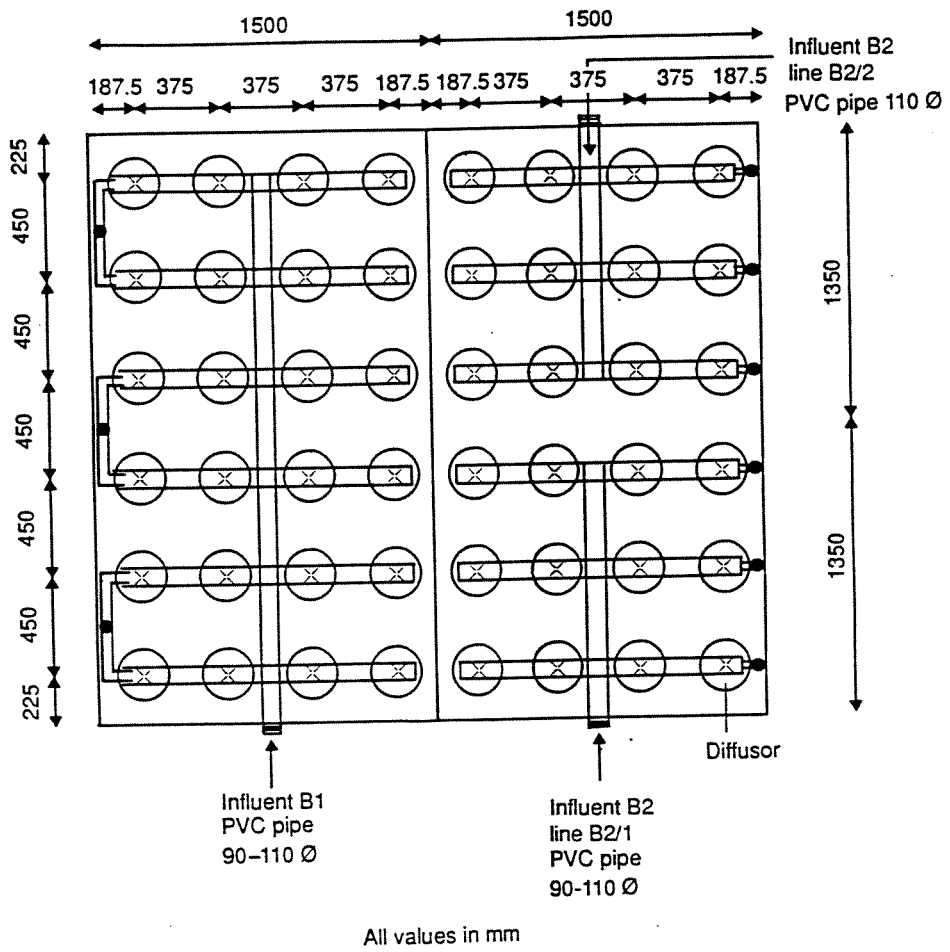 1500
1500
Influent B2
line B2/2
PVC pipe 110 Ø
187.5
375
375
375
187.5
187.5
375
375
375
187.5
225
450
450
450
450
450
225
1350
1350
Diffusor
Influent B1
PVC pipe
90–110 Ø
Influent B2
line B2/1
PVC pipe
90-110 Ø
All values in mm